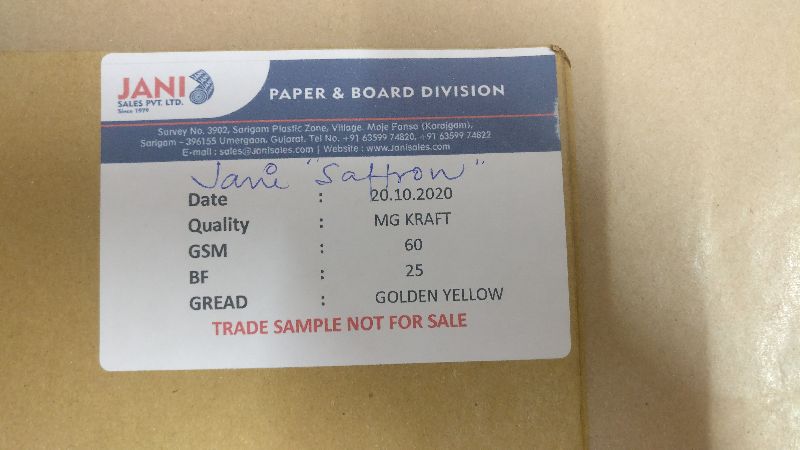 JANI
SALES PVT. LTD.
Since 1979
PAPER & BOARD DIVISION
Survey No. 3902, Sarigam Plastic Zone, Village. Moje Fansa (Karajgam),
Sarigam – 396155 Umergaon, Gujarat. Tel No. +91 63599 74820, +91 63599 74822
E-mail : sales@janisales.com | Website : www.Janisales.com
Jani "Saffron"
Date : 20.10.2020
Quality : MG KRAFT
GSM : 60
BF : 25
GREAD : GOLDEN YELLOW
TRADE SAMPLE NOT FOR SALE